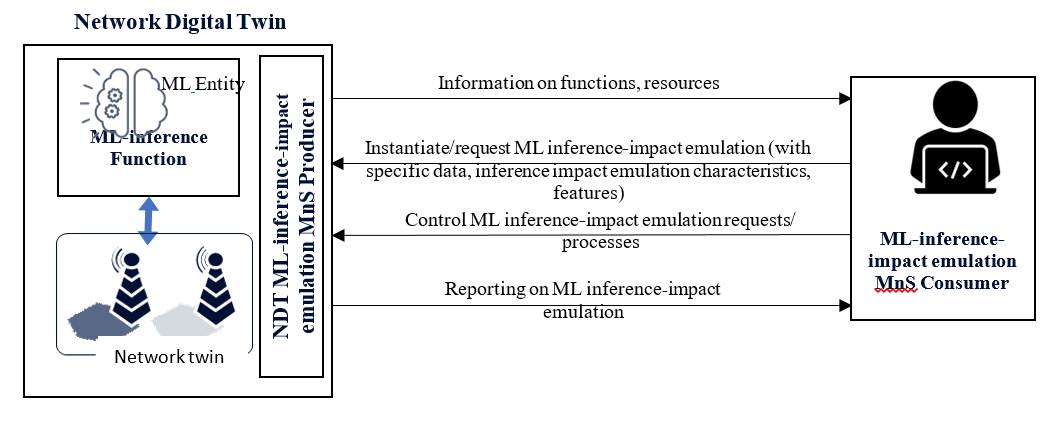 Network Digital Twin
ML Entity
ML-inference
Function
Network twin
NDT ML-inference-impact
emulation MnS Producer
Information on functions, resources
Instantiate/request ML inference-impact emulation (with
specific data, inference impact emulation characteristics,
features)
Control ML inference-impact emulation requests/
processes
Reporting on ML inference-impact
emulation
</>
ML-inference-
impact emulation
MnS Consumer